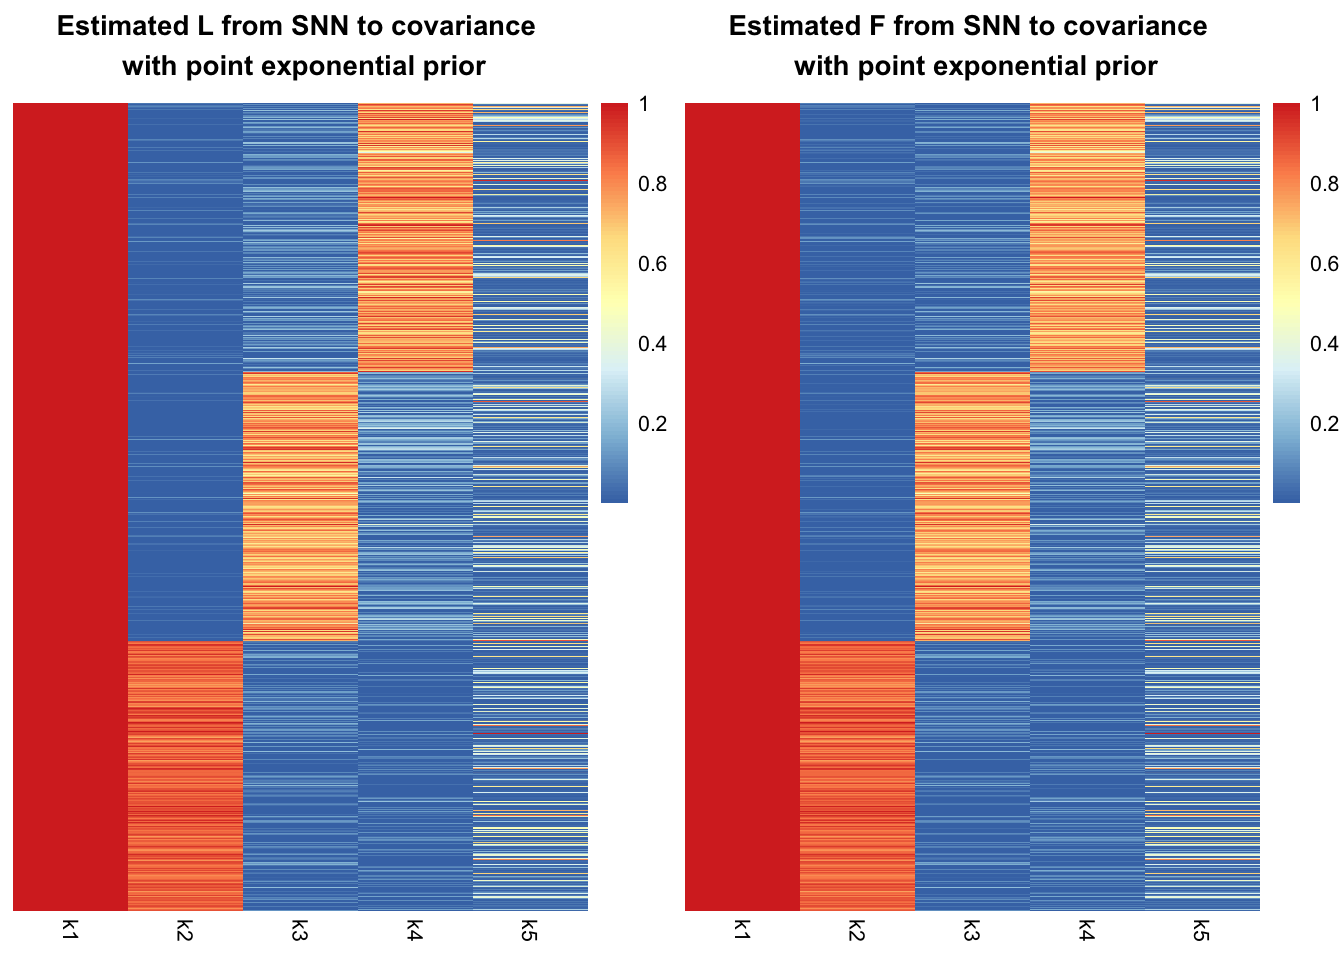 Estimated L from SNN to covariance
with point exponential prior
1
0.8
0.6
0.4
0.2
k1
k2
k3
k4
k5
Estimated F from SNN to covariance
with point exponential prior
1
0.8
0.6
0.4
0.2
k1
k2
k3
k4
k5